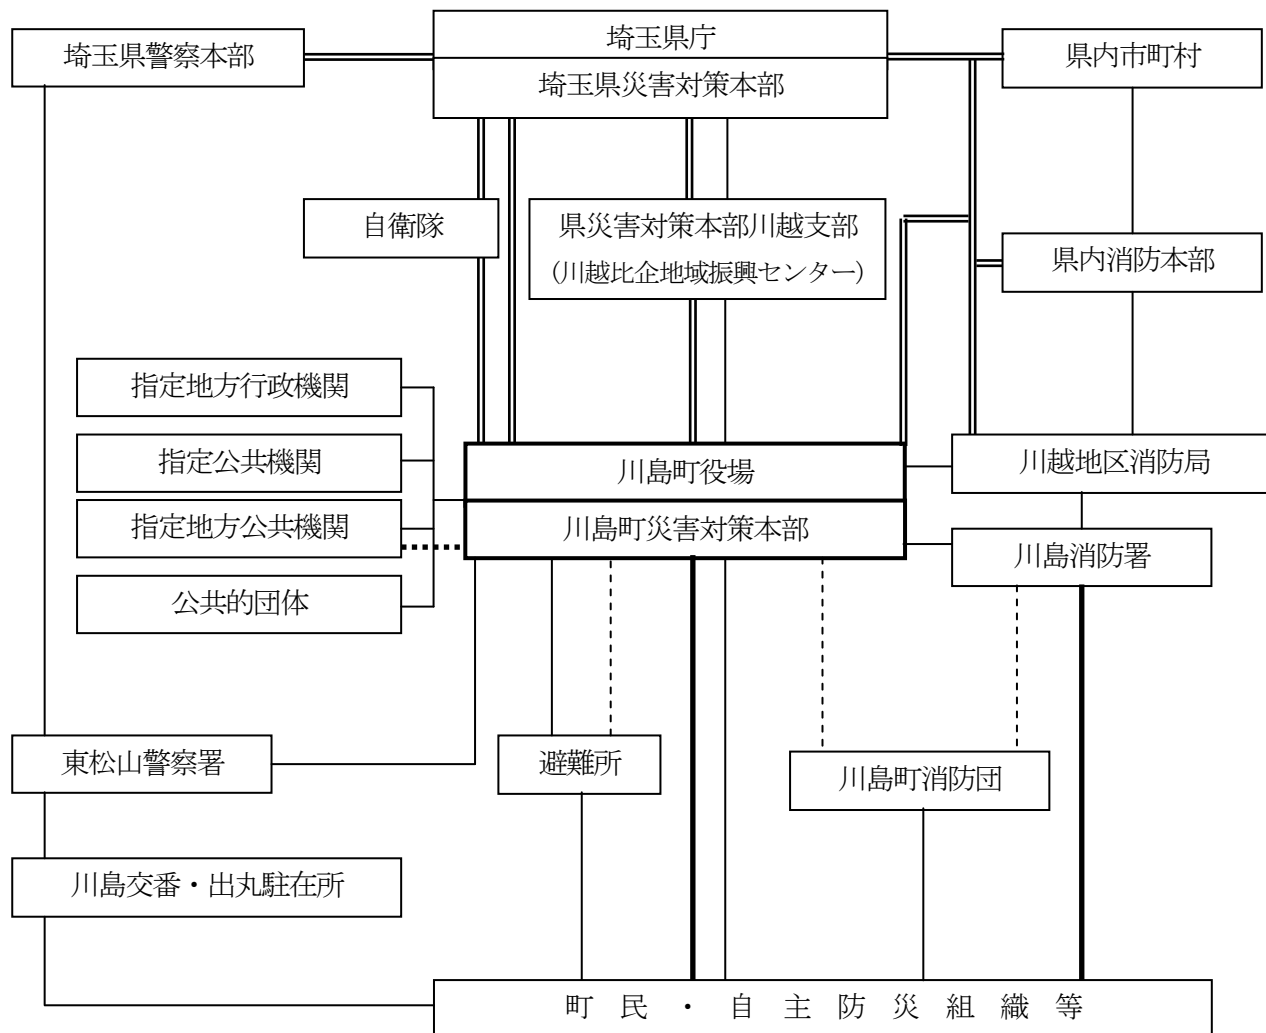 埼玉県庁
埼玉県警察本部
県内市町村
埼玉県災害対策本部
自衛隊
県災害対策本部川越支部
（川越比企地域振興センター）
県内消防本部
指定地方行政機関
指定公共機関
川島町役場
川越地区消防局
指定地方公共機関
川島町災害対策本部
川島消防署
公共的団体
東松山警察署
避難所
川島町消防団
川島交番・出丸駐在所
町民・自主防災組織等